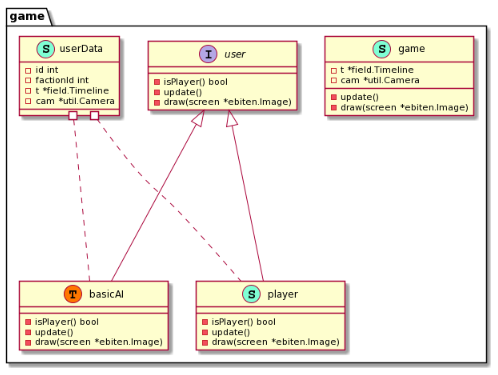 game
S userData
id int
factionId int
t *field.Timeline
cam *util.Camera
I user
isPlayer() bool
update()
draw(screen *ebiten.Image)
S game
t *field.Timeline
cam *util.Camera
update()
draw(screen *ebiten.Image)
T basicAI
isPlayer() bool
update()
draw(screen *ebiten.Image)
S player
isPlayer() bool
update()
draw(screen *ebiten.Image)